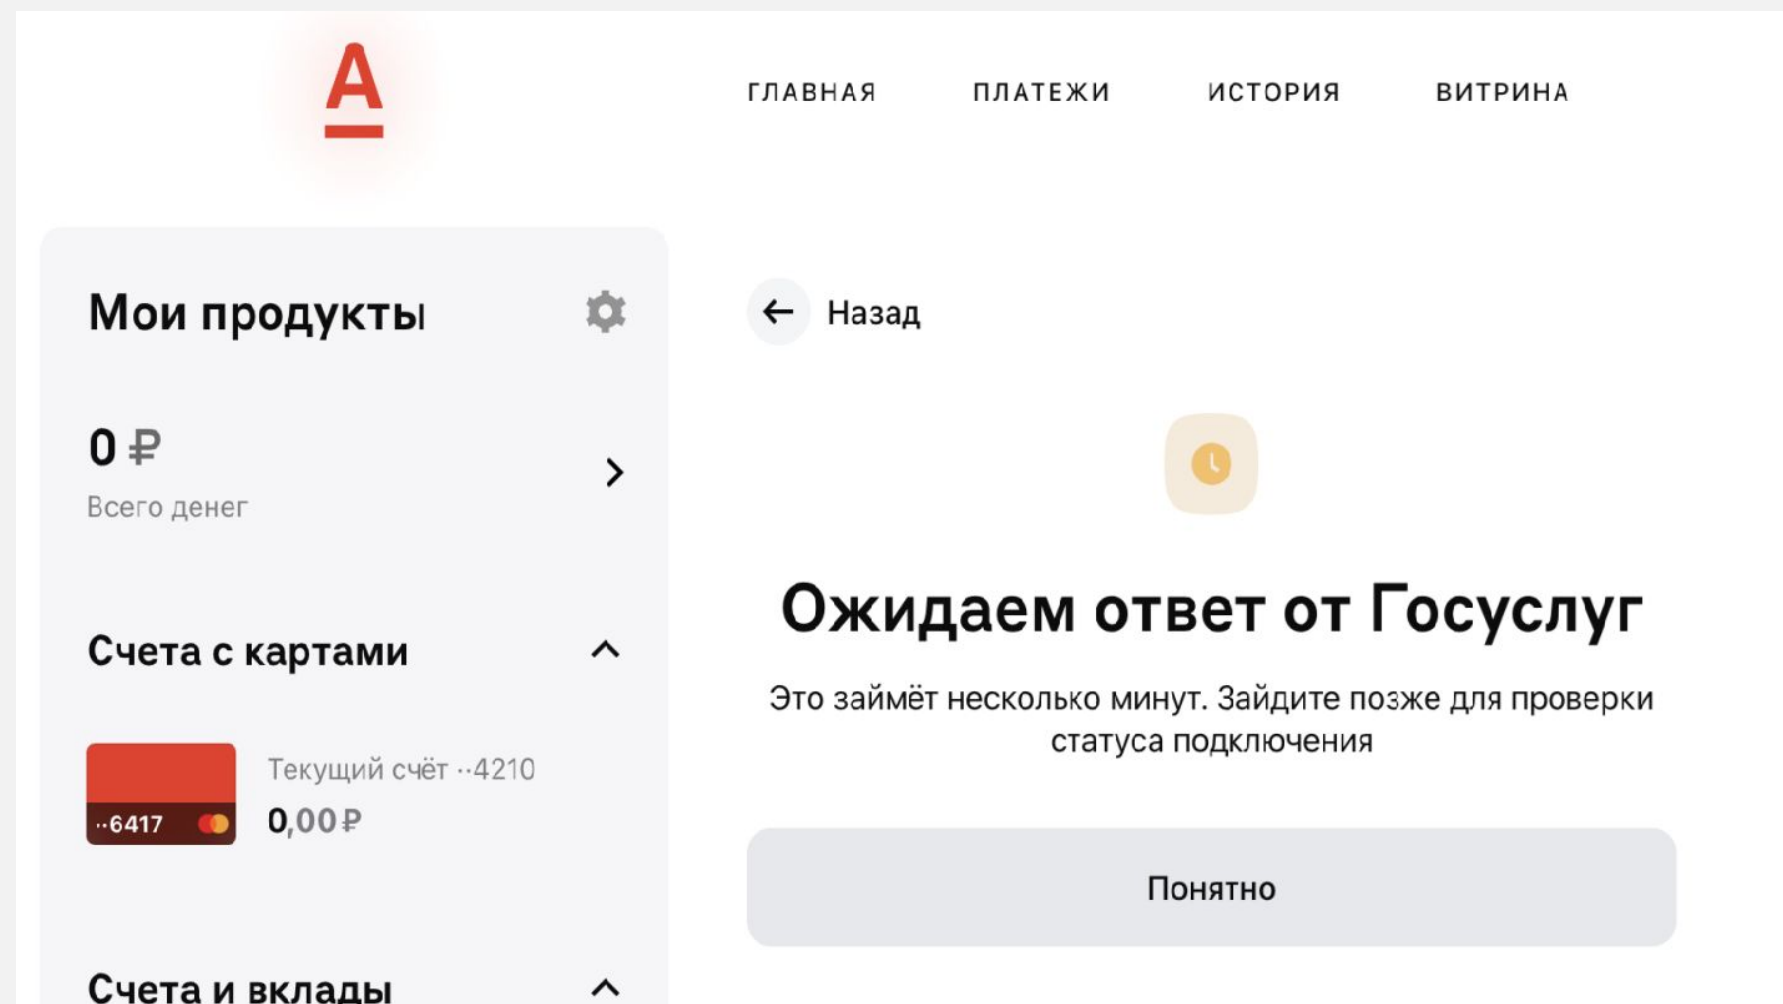 А
ГЛАВНАЯ ПЛАТЕЖИ ИСТОРИЯ ВИТРИНА
Мои продукты
0 ₽
Всего денег
Счета с картами
Текущий счёт ··4210
0,00 ₽
··6417
Счета и вклады
Назад
Ожидаем ответ от Госуслуг
Это займёт несколько минут. Зайдите позже для проверки
статуса подключения
Понятно